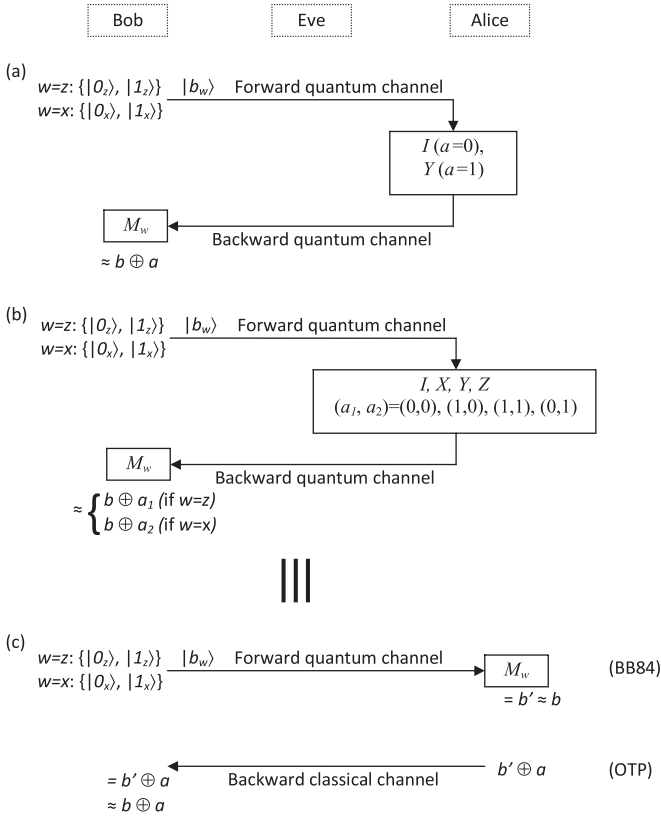 Bob Eve Alice
(a)
w=z: {|0z⟩, |1z⟩} |bw⟩ Forward quantum channel
w=x: {|0x⟩, |1x⟩}
I (a=0),
Y (a=1)
Mw
Backward quantum channel
≈ b ⊕ a
(b)
w=z: {|0z⟩, |1z⟩} |bw⟩ Forward quantum channel
w=x: {|0x⟩, |1x⟩}
I, X, Y, Z
(a1, a2)=(0,0), (1,0), (1,1), (0,1)
Mw
Backward quantum channel
≈ { b ⊕ a1 (if w=z)
b ⊕ a2 (if w=x)
(c)
w=z: {|0z⟩, |1z⟩} |bw⟩ Forward quantum channel Mw (BB84)
w=x: {|0x⟩, |1x⟩}
= b′ ≈ b
b′ ⊕ a (OTP)
= b′ ⊕ a Backward classical channel
≈ b ⊕ a